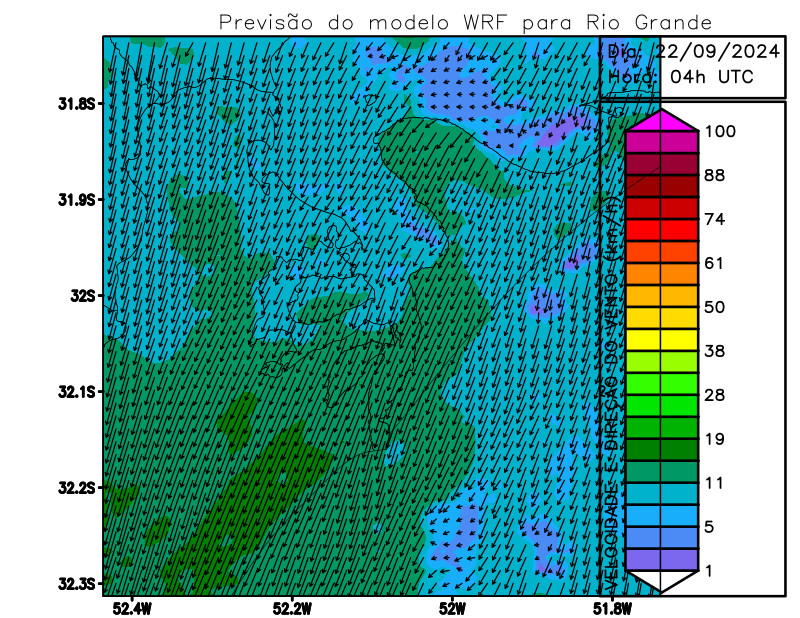 Previsão do modelo WRF para Rio Grande
Dia: 22/09/2024
Hora: 04h UTC
31.8S
31.9S
32S
32.1S
32.2S
32.3S
52.4W
52.2W
52W
51.8W
VELOCIDADE E DIREÇÃO DO VENTO (km/h)
100
88
74
61
50
38
28
19
11
5
1